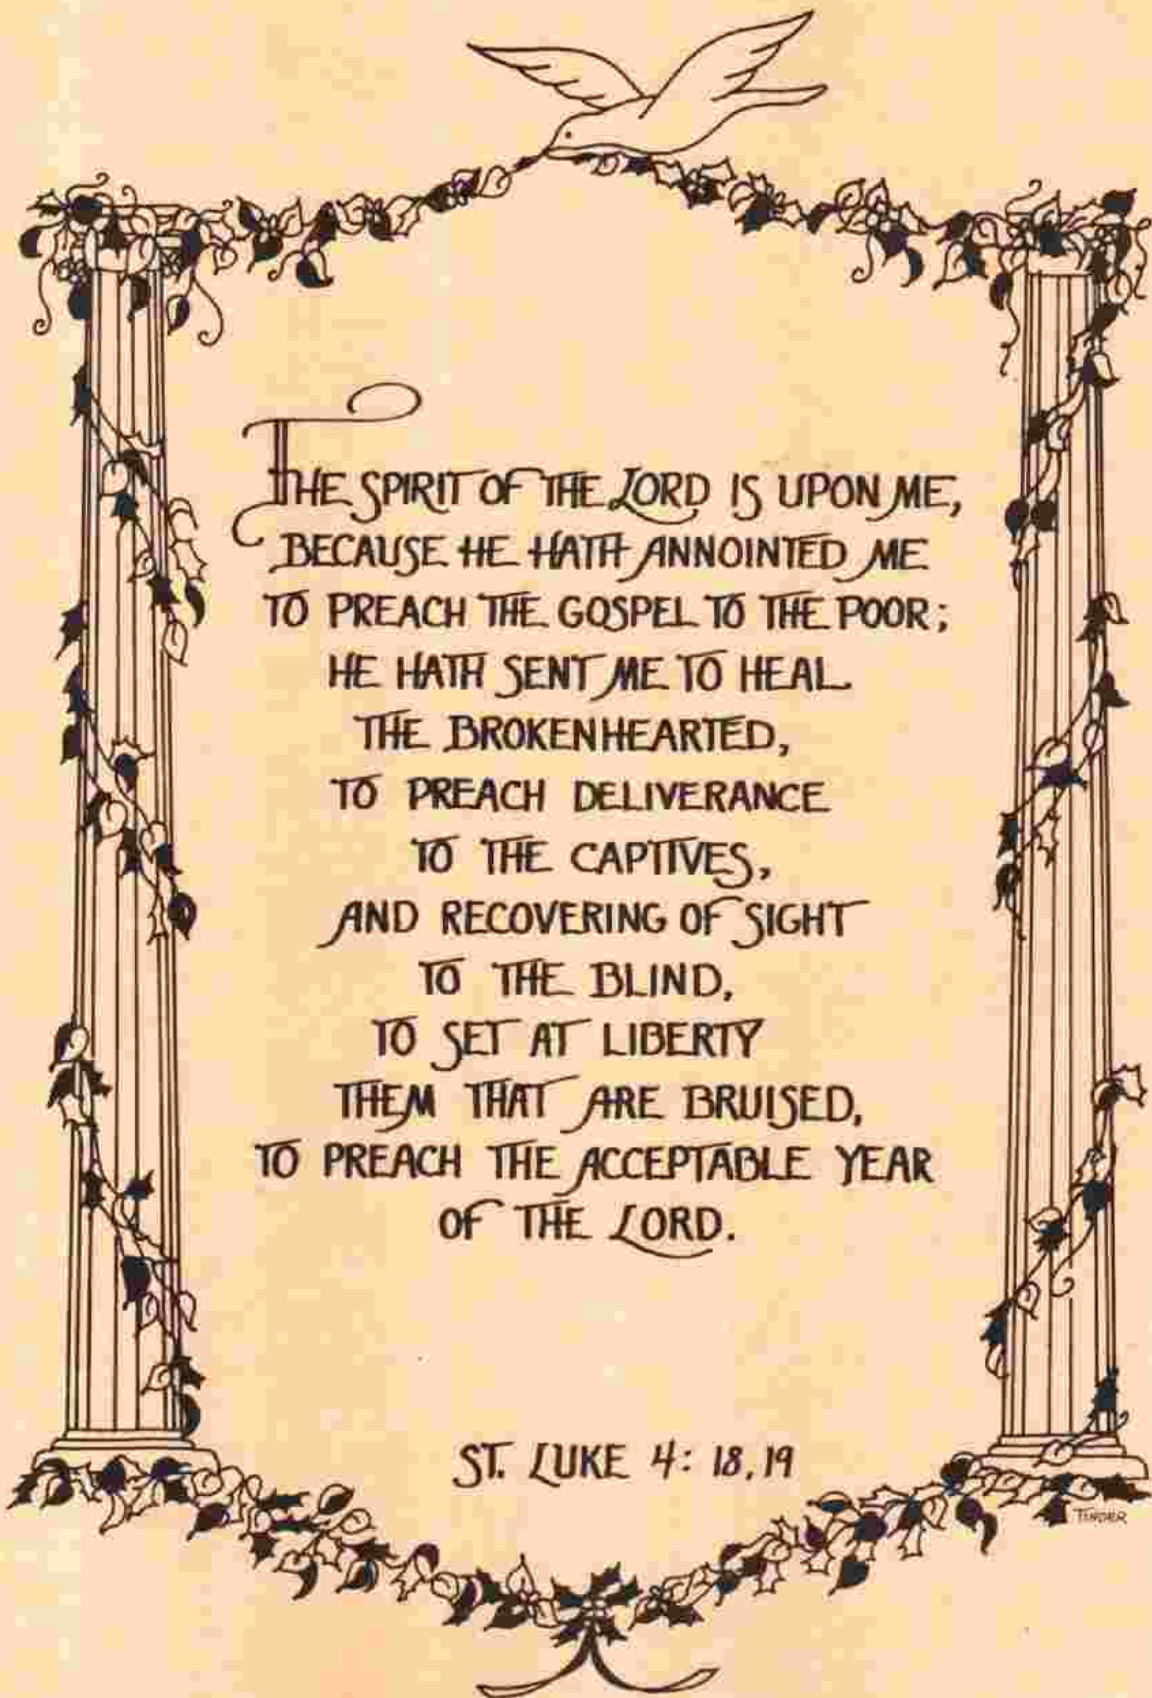 THE SPIRIT OF THE LORD IS UPON ME,
BECAUSE HE HATH ANNOINTED ME
TO PREACH THE GOSPEL TO THE POOR;
HE HATH SENT ME TO HEAL
THE BROKENHEARTED,
TO PREACH DELIVERANCE
TO THE CAPTIVES,
AND RECOVERING OF SIGHT
TO THE BLIND,
TO SET AT LIBERTY
THEM THAT ARE BRUISED,
TO PREACH THE ACCEPTABLE YEAR
OF THE LORD.
ST. LUKE 4: 18, 19
TINDER